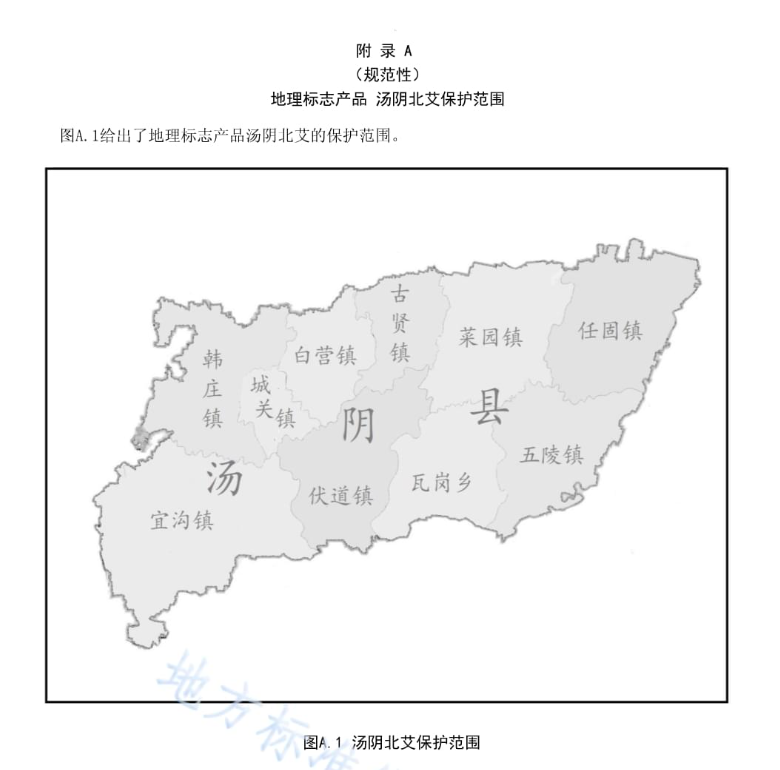 附 录 A
（规范性）
地理标志产品 汤阴北艾保护范围
图A.1给出了地理标志产品汤阴北艾的保护范围。
古贤镇
任固镇
菜园镇
白营镇
韩庄镇
城关镇
汤阴县
五陵镇
瓦岗乡
伏道镇
宜沟镇
地方标准
图A.1 汤阴北艾保护范围